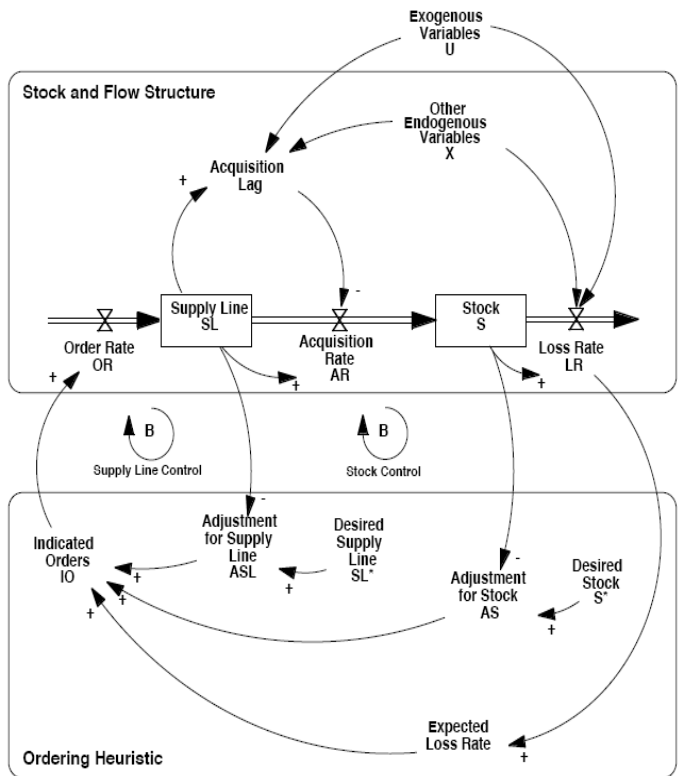 Exogenous
Variables
U
Stock and Flow Structure
Other
Endogenous
Variables
X
Acquisition
Lag
+
-
Supply Line
SL
Stock
S
Order Rate
OR
Acquisition
Rate
AR
Loss Rate
LR
+
+
+
B
Supply Line Control
B
Stock Control
-
Adjustment
for Supply
Line
ASL
Desired
Supply
Line
SL*
Indicated
Orders
IO
-
Adjustment
for Stock
AS
Desired
Stock
S*
+
+
+
+
+
Expected
Loss Rate
+
Ordering Heuristic